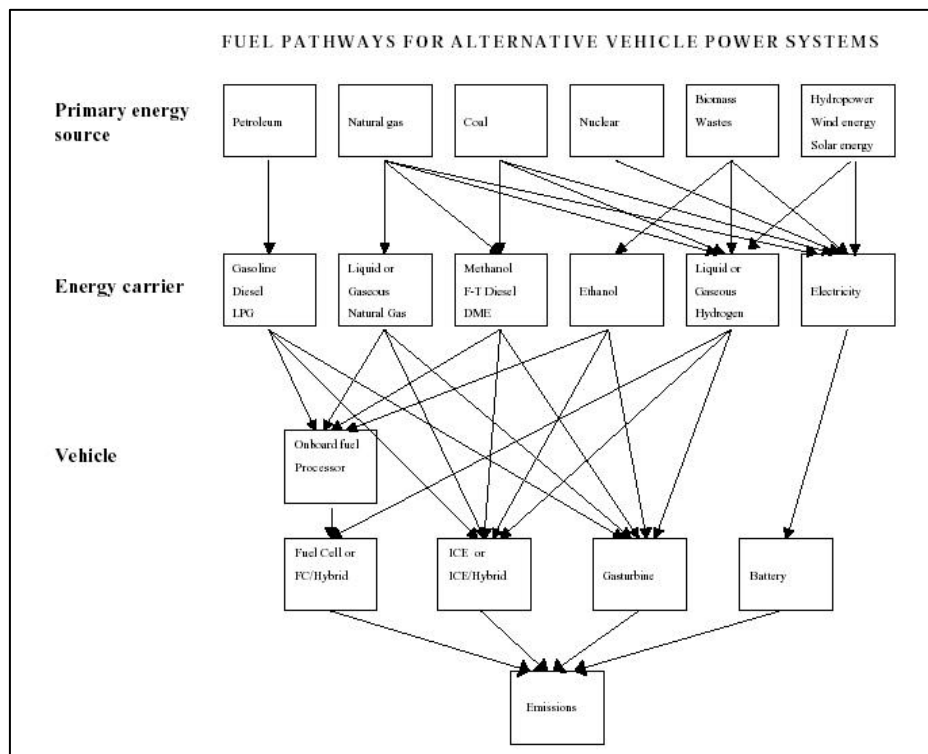 FUEL PATHWAYS FOR ALTERNATIVE VEHICLE POWER SYSTEMS
Primary energy
source
Petroleum
Natural gas
Coal
Nuclear
Biomass
Wastes
Hydropower
Wind energy
Solar energy
Energy carrier
Gasoline
Diesel
LPG
Liquid or
Gaseous
Natural Gas
Methanol
F-T Diesel
DME
Ethanol
Liquid or
Gaseous
Hydrogen
Electricity
Vehicle
Onboard fuel
Processor
Fuel Cell or
FC/Hybrid
ICE or
ICE/Hybrid
Gasturbine
Battery
Emissions